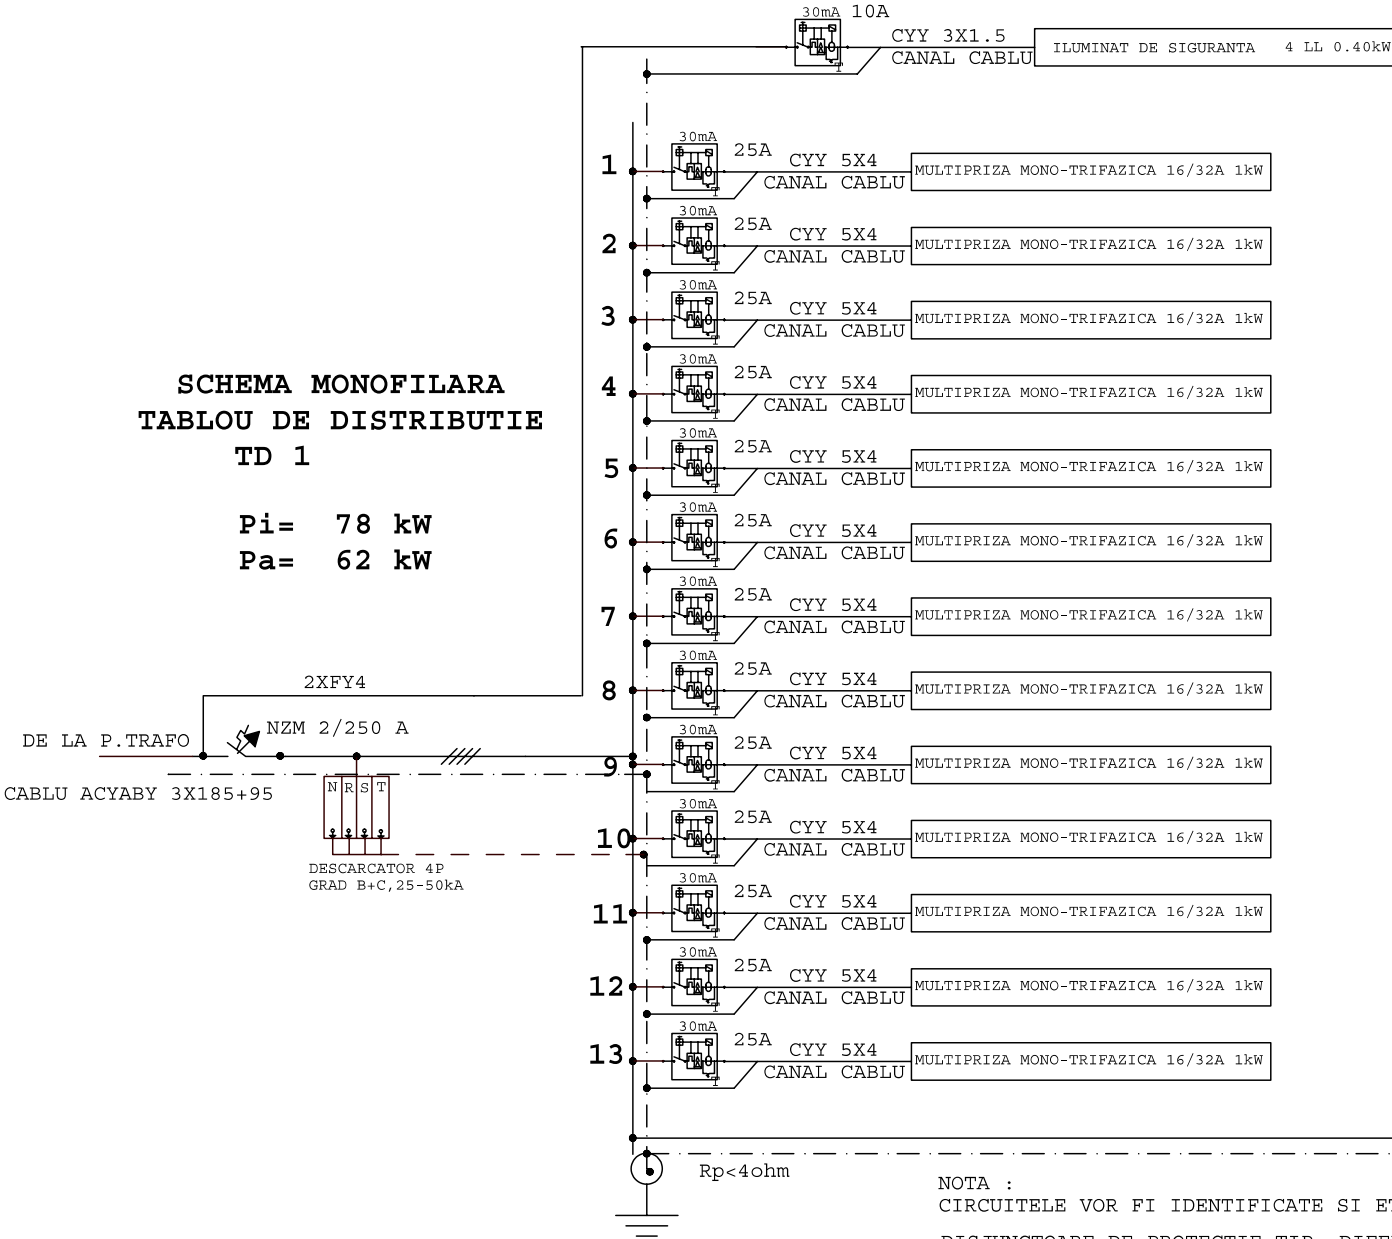 30mA 10A
CYY 3X1.5
CANAL CABLU
ILUMINAT DE SIGURANTA 4 LL 0.40kW
1 30mA 25A CYY 5X4
CANAL CABLU
MULTIPRIZA MONO-TRIFAZICA 16/32A 1kW
2 30mA 25A CYY 5X4
CANAL CABLU
MULTIPRIZA MONO-TRIFAZICA 16/32A 1kW
3 30mA 25A CYY 5X4
CANAL CABLU
MULTIPRIZA MONO-TRIFAZICA 16/32A 1kW
4 30mA 25A CYY 5X4
CANAL CABLU
MULTIPRIZA MONO-TRIFAZICA 16/32A 1kW
5 30mA 25A CYY 5X4
CANAL CABLU
MULTIPRIZA MONO-TRIFAZICA 16/32A 1kW
6 30mA 25A CYY 5X4
CANAL CABLU
MULTIPRIZA MONO-TRIFAZICA 16/32A 1kW
7 30mA 25A CYY 5X4
CANAL CABLU
MULTIPRIZA MONO-TRIFAZICA 16/32A 1kW
8 30mA 25A CYY 5X4
CANAL CABLU
MULTIPRIZA MONO-TRIFAZICA 16/32A 1kW
9 30mA 25A CYY 5X4
CANAL CABLU
MULTIPRIZA MONO-TRIFAZICA 16/32A 1kW
10 30mA 25A CYY 5X4
CANAL CABLU
MULTIPRIZA MONO-TRIFAZICA 16/32A 1kW
11 30mA 25A CYY 5X4
CANAL CABLU
MULTIPRIZA MONO-TRIFAZICA 16/32A 1kW
12 30mA 25A CYY 5X4
CANAL CABLU
MULTIPRIZA MONO-TRIFAZICA 16/32A 1kW
13 30mA 25A CYY 5X4
CANAL CABLU
MULTIPRIZA MONO-TRIFAZICA 16/32A 1kW
SCHEMA MONOFILARA
TABLOU DE DISTRIBUTIE
TD 1
Pi= 78 kW
Pa= 62 kW
2XFY4
NZM 2/250 A
DE LA P.TRAFO
CABLU ACYABY 3X185+95
N R S T
DESCARCATOR 4P
GRAD B+C,25-50kA
Rp<4ohm
NOTA :
CIRCUITELE VOR FI IDENTIFICATE SI
DISJUNCTOARE DE PROTECTIE TIP